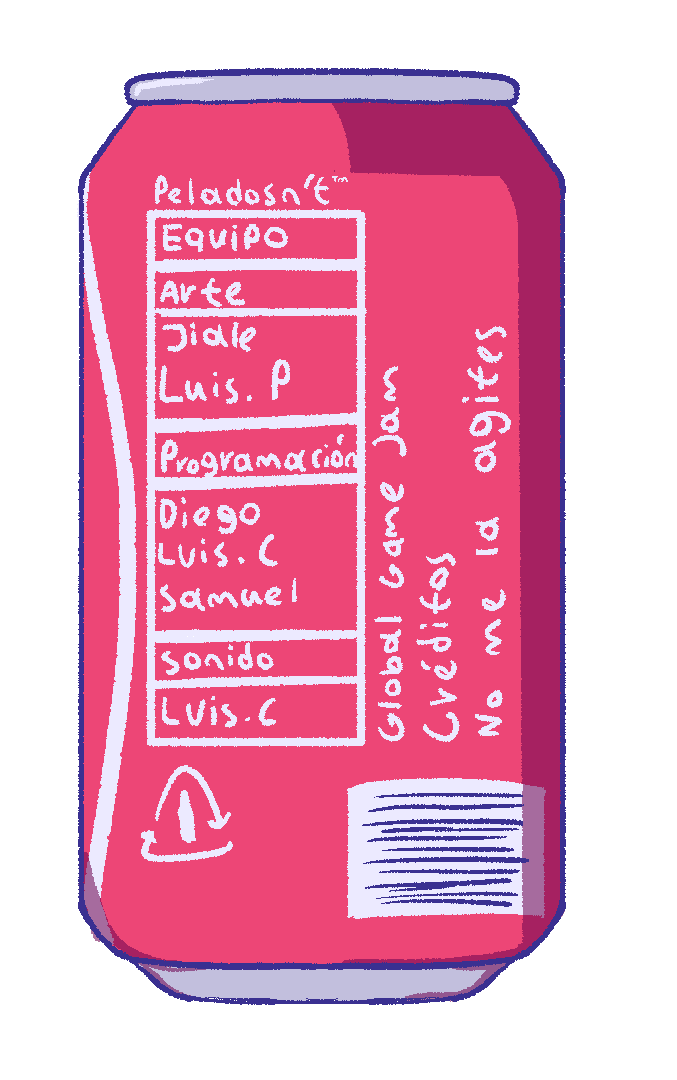 Peladosn't™
Equipo
Arte
Jiale
Luis. P
Programación
Diego
Luis. C
Samuel
Sonido
Luis. C
Global Game Jam
Créditos
No me la agites
1